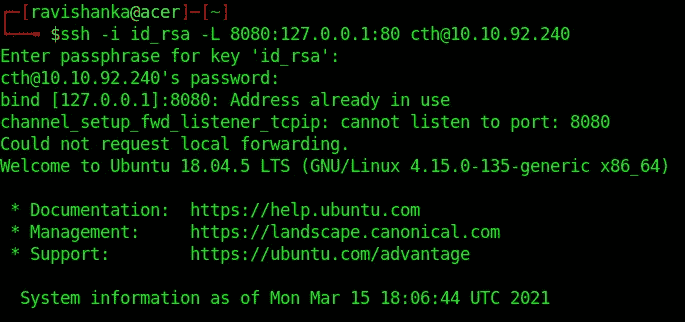 ┌─[ravishanka@acer]─[~]
└──╼ $ssh -i id_rsa -L 8080:127.0.0.1:80 cth@10.10.92.240
Enter passphrase for key 'id_rsa':
cth@10.10.92.240's password:
bind [127.0.0.1]:8080: Address already in use
channel_setup_fwd_listener_tcpip: cannot listen to port: 8080
Could not request local forwarding.
Welcome to Ubuntu 18.04.5 LTS (GNU/Linux 4.15.0-135-generic x86_64)
* Documentation:  https://help.ubuntu.com
* Management:     https://landscape.canonical.com
* Support:        https://ubuntu.com/advantage
System information as of Mon Mar 15 18:06:44 UTC 2021